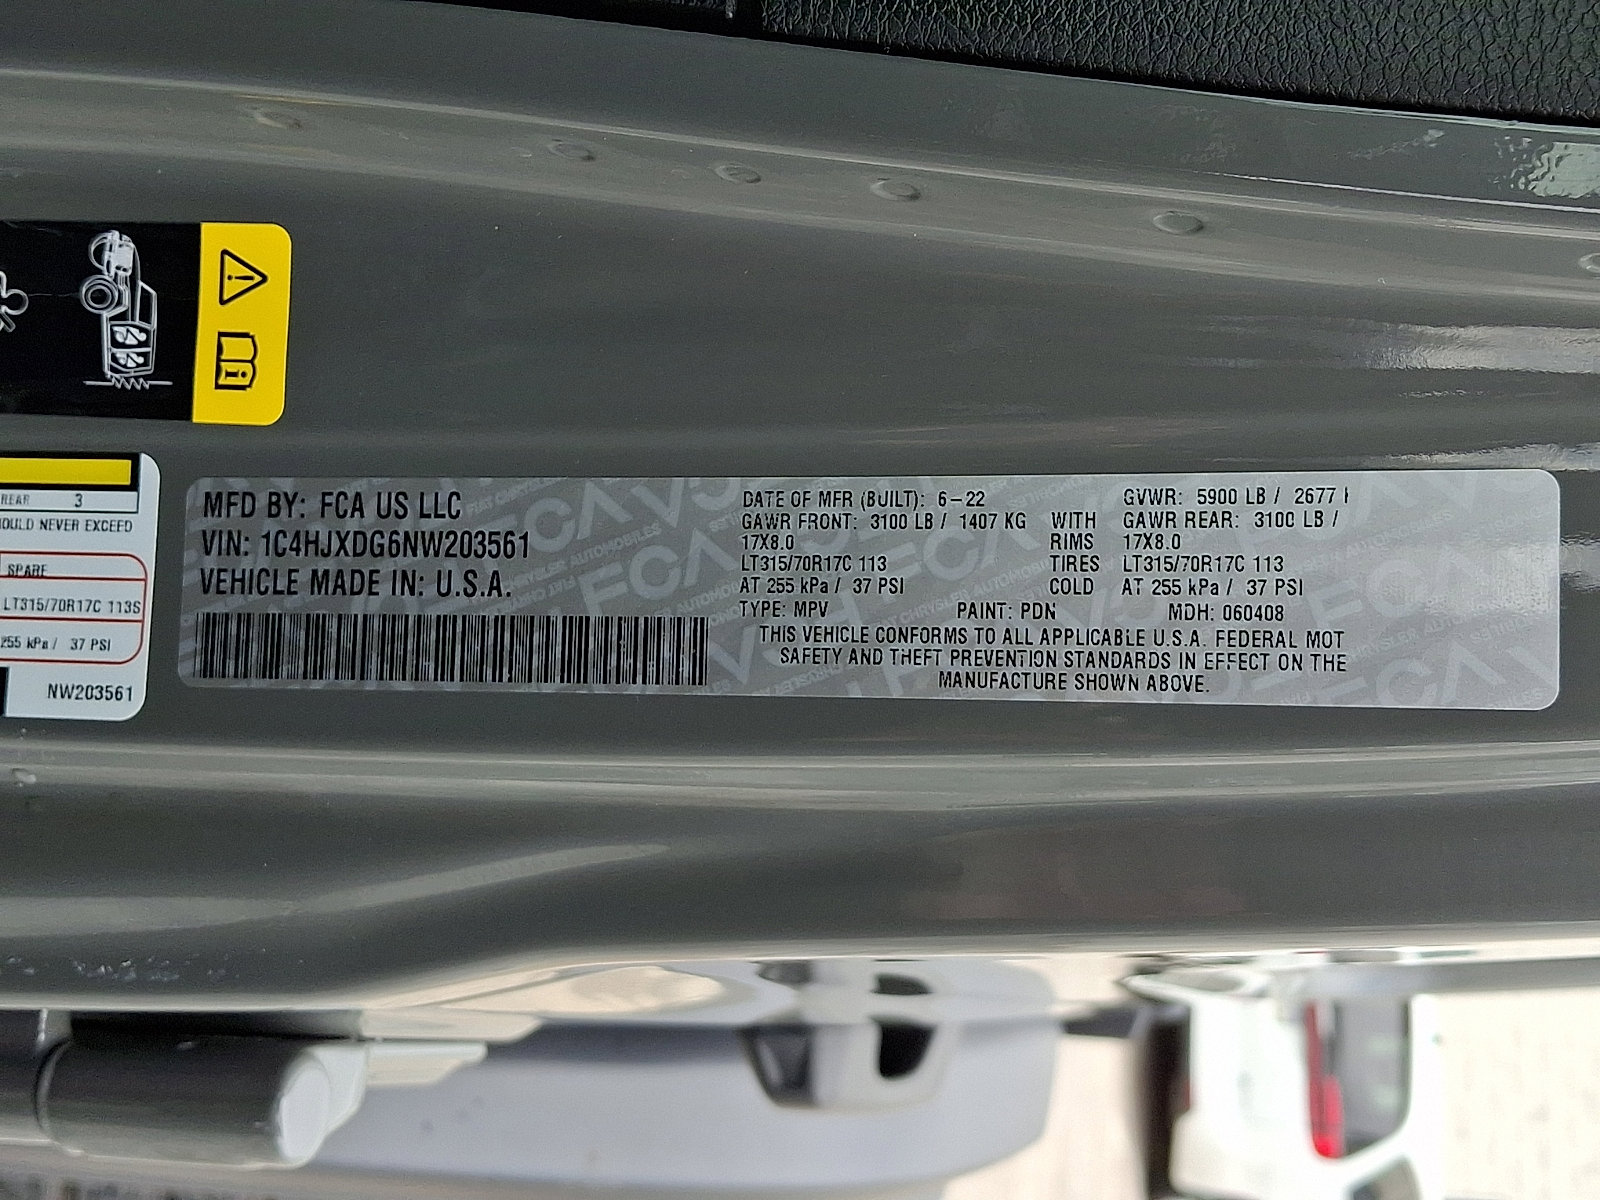 REAR 3
OULD NEVER EXCEED
SPARE
LT315/70R17C 113S
255 kPa / 37 PSI
NW203561
MFD BY: FCA US LLC
VIN: 1C4HJXDG6NW203561
VEHICLE MADE IN: U.S.A.
DATE OF MFR (BUILT): 6-22 GVWR: 5900 LB / 2677
GAWR FRONT: 3100 LB / 1407 KG WITH GAWR REAR: 3100 LB /
17X8.0 RIMS 17X8.0
LT315/70R17C 113 TIRES LT315/70R17C 113
AT 255 kPa / 37 PSI COLD AT 255 kPa / 37 PSI
TYPE: MPV PAINT: PDN MDH: 060408
THIS VEHICLE CONFORMS TO ALL APPLICABLE U.S.A. FEDERAL MOT
SAFETY AND THEFT PREVENTION STANDARDS IN EFFECT ON THE
MANUFACTURE SHOWN ABOVE.